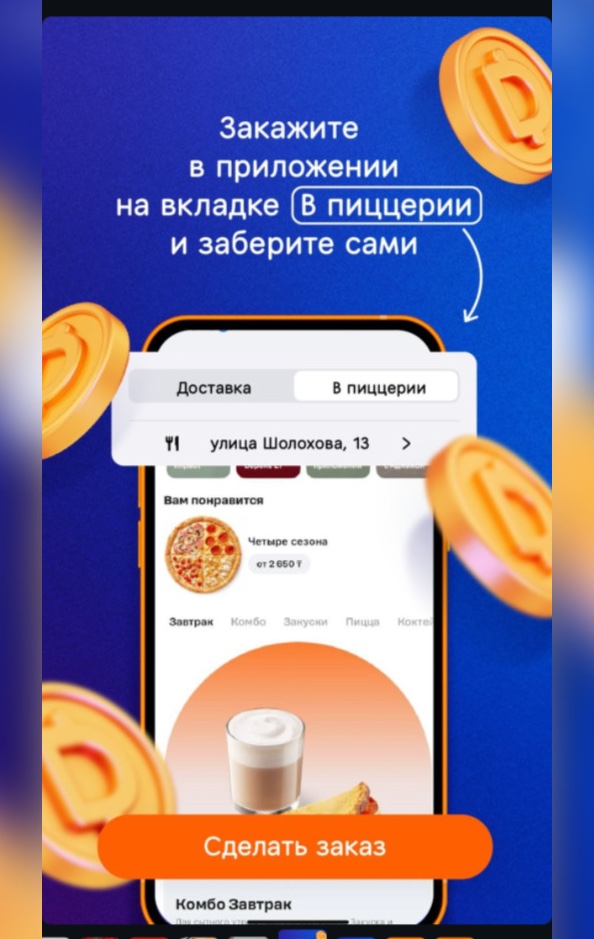 Закажите
в приложении
на вкладке В пиццерии
и заберите сами
Доставка
В пиццерии
улица Шолохова, 13
Вам понравится
Четыре сезона
от 2 650 ₸
Завтрак Комбо Закуски Пицца Коктей
Сделать заказ
Комбо Завтрак